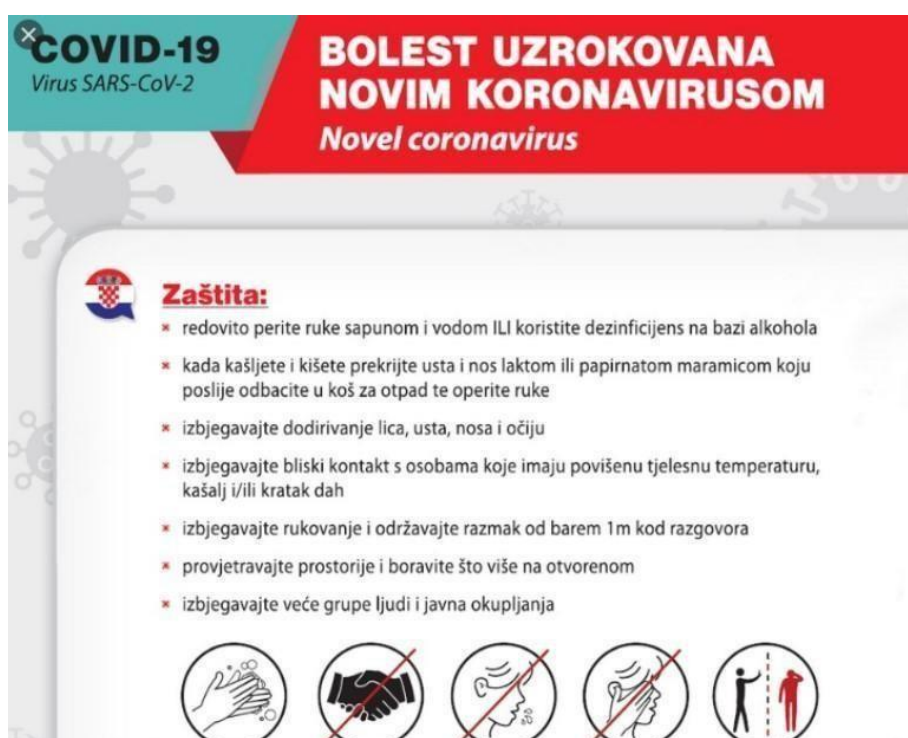 COVID-19
Virus SARS-CoV-2
BOLEST UZROKOVANA
NOVIM KORONAVIRUSOM
Novel coronavirus
Zaštita:
redovito perite ruke sapunom i vodom ILI koristite dezinficijens na bazi alkohola
kada kašljete i kišete prekrijte usta i nos laktom ili papirnatom maramicom koju
poslije odbacite u koš za otpad te operite ruke
izbjegavajte dodirivanje lica, usta, nosa i očiju
izbjegavajte bliski kontakt s osobama koje imaju povišenu tjelesnu temperaturu,
kašalj i/ili kratak dah
izbjegavajte rukovanje i održavajte razmak od barem 1m kod razgovora
provjetravajte prostorije i boravite što više na otvorenom
izbjegavajte veće grupe ljudi i javna okupljanja